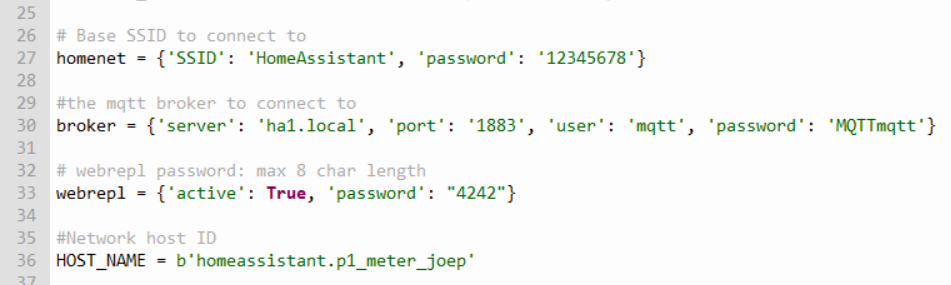 25
26 # Base SSID to connect to
27 homenet = {'SSID': 'HomeAssistant', 'password': '12345678'}
28
29 #the mqtt broker to connect to
30 broker = {'server': 'ha1.local', 'port': '1883', 'user': 'mqtt', 'password': 'MQTTmqtt'}
31
32 # webrepl password: max 8 char length
33 webrepl = {'active': True, 'password': "4242"}
34
35 #Network host ID
36 HOST_NAME = b'homeassistant.p1_meter_joep'
37